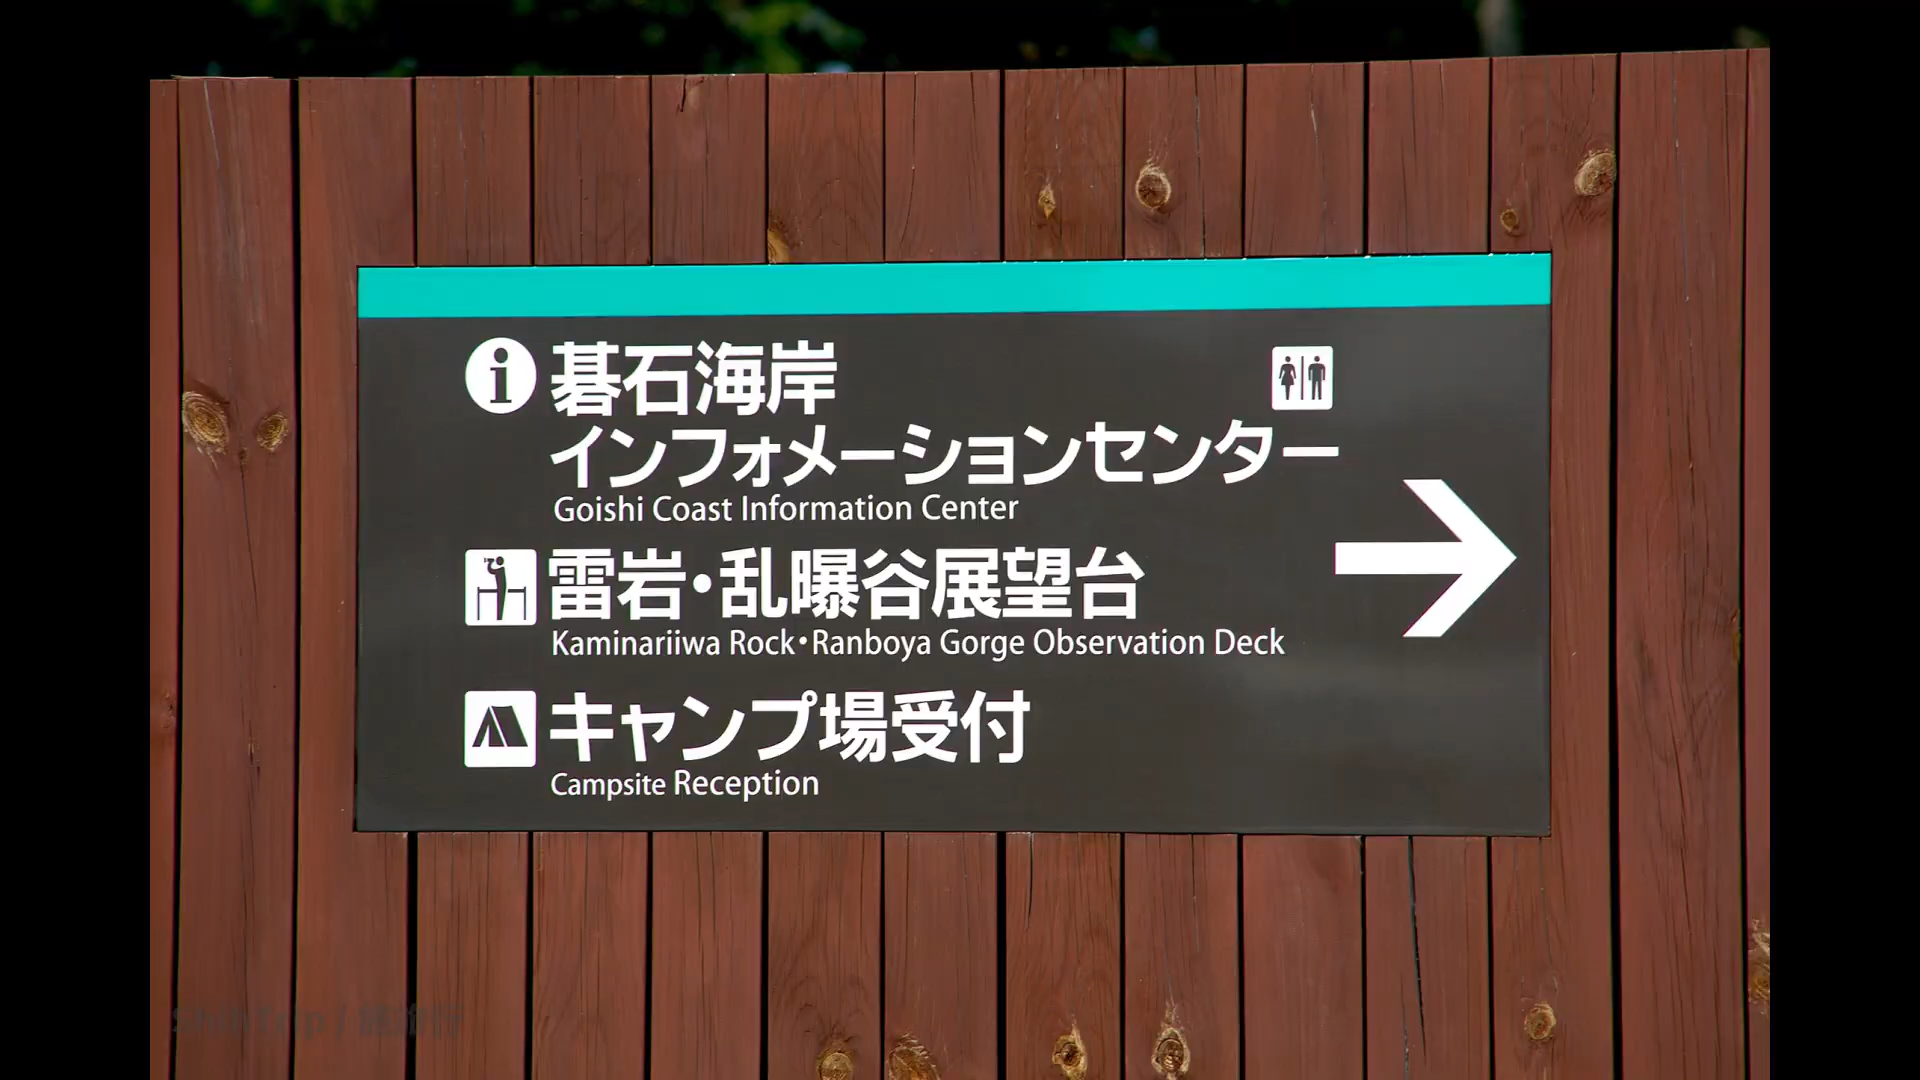 碁石海岸
インフォメーションセンター
Goishi Coast Information Center
雷岩・乱曝谷展望台
Kaminariiwa Rock・Ranboya Gorge Observation Deck
キャンプ場受付
Campsite Reception